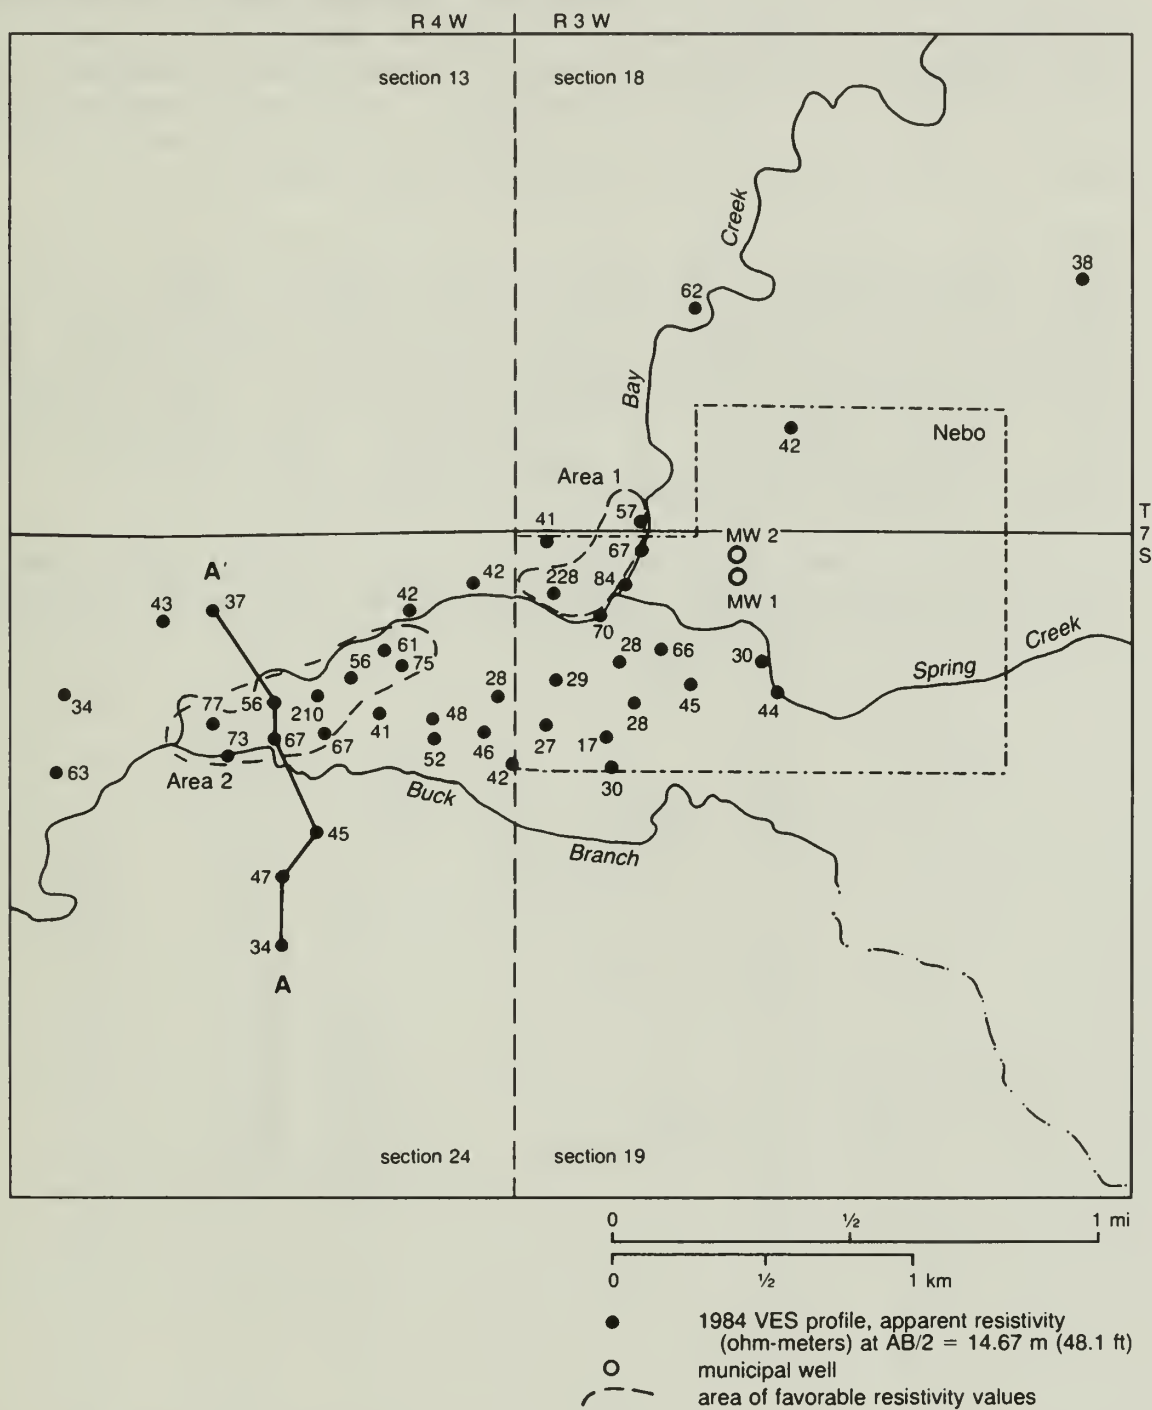 R 4 W
R 3 W
section 13
section 18
Creek
Bay
38
62
Nebo
42
Area 1
57
41
T
7
S
67
MW 2
MW 1
A'
43
37
42
42
228
84
70
28
66
30
Creek
Spring
61
56
75
34
77
56
210
28
29
28
45
44
73
67
67
41
48
46
27
17
52
42
30
63
Area 2
Buck
Branch
45
47
34
A
section 24
section 19
0 ½ 1 mi
0 ½ 1 km
1984 VES profile, apparent resistivity
(ohm-meters) at AB/2 = 14.67 m (48.1 ft)
municipal well
area of favorable resistivity values